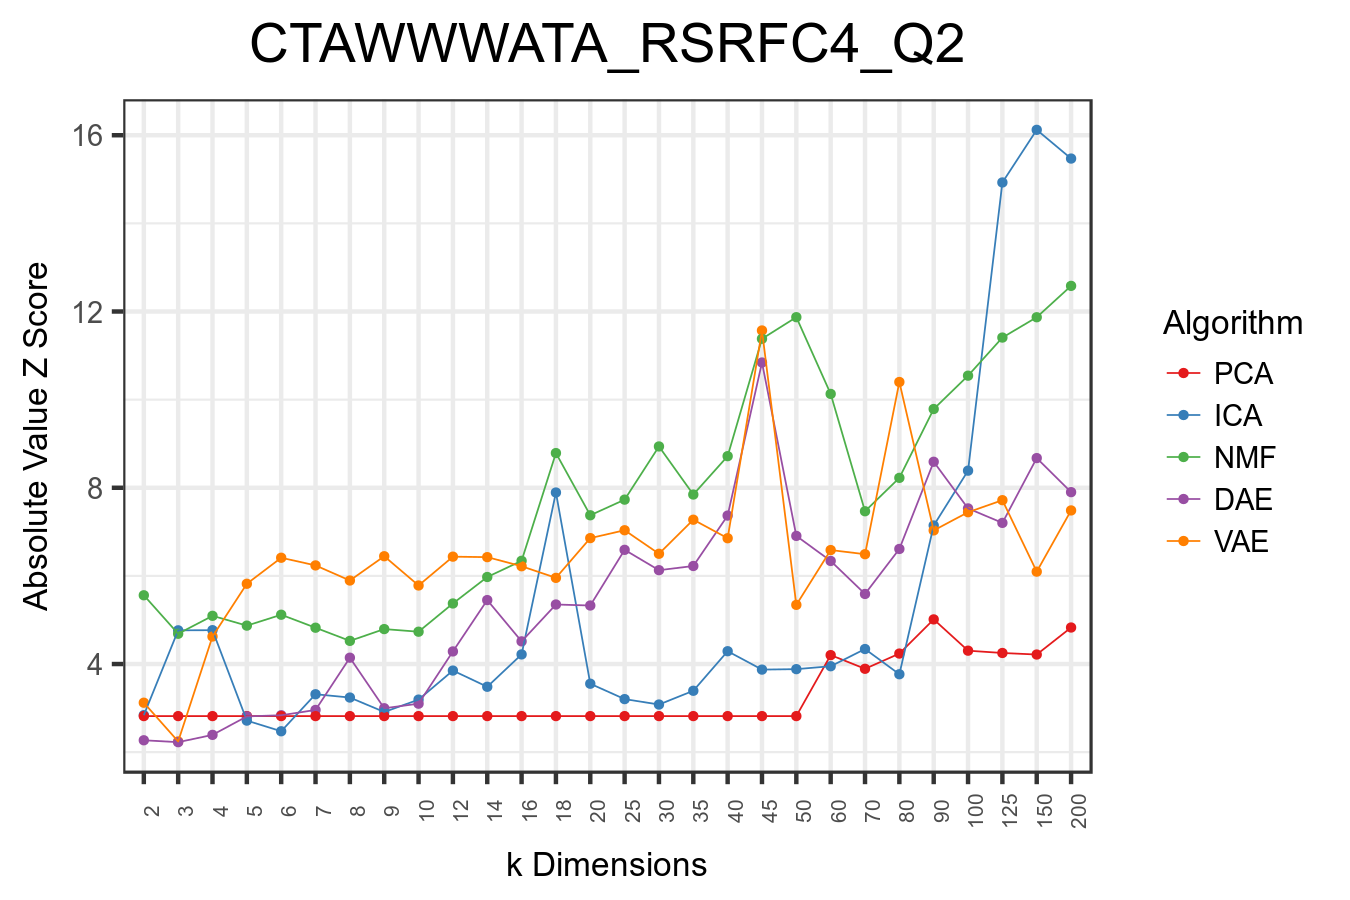 CTAWWWATA_RSRFC4_Q2
Absolute Value Z Score
16
12
8
4
2 3 4 5 6 7 8 9 10 12 14 16 18 20 25 30 35 40 45 50 60 70 80 90 100 125 150 200
k Dimensions
Algorithm
PCA
ICA
NMF
DAE
VAE